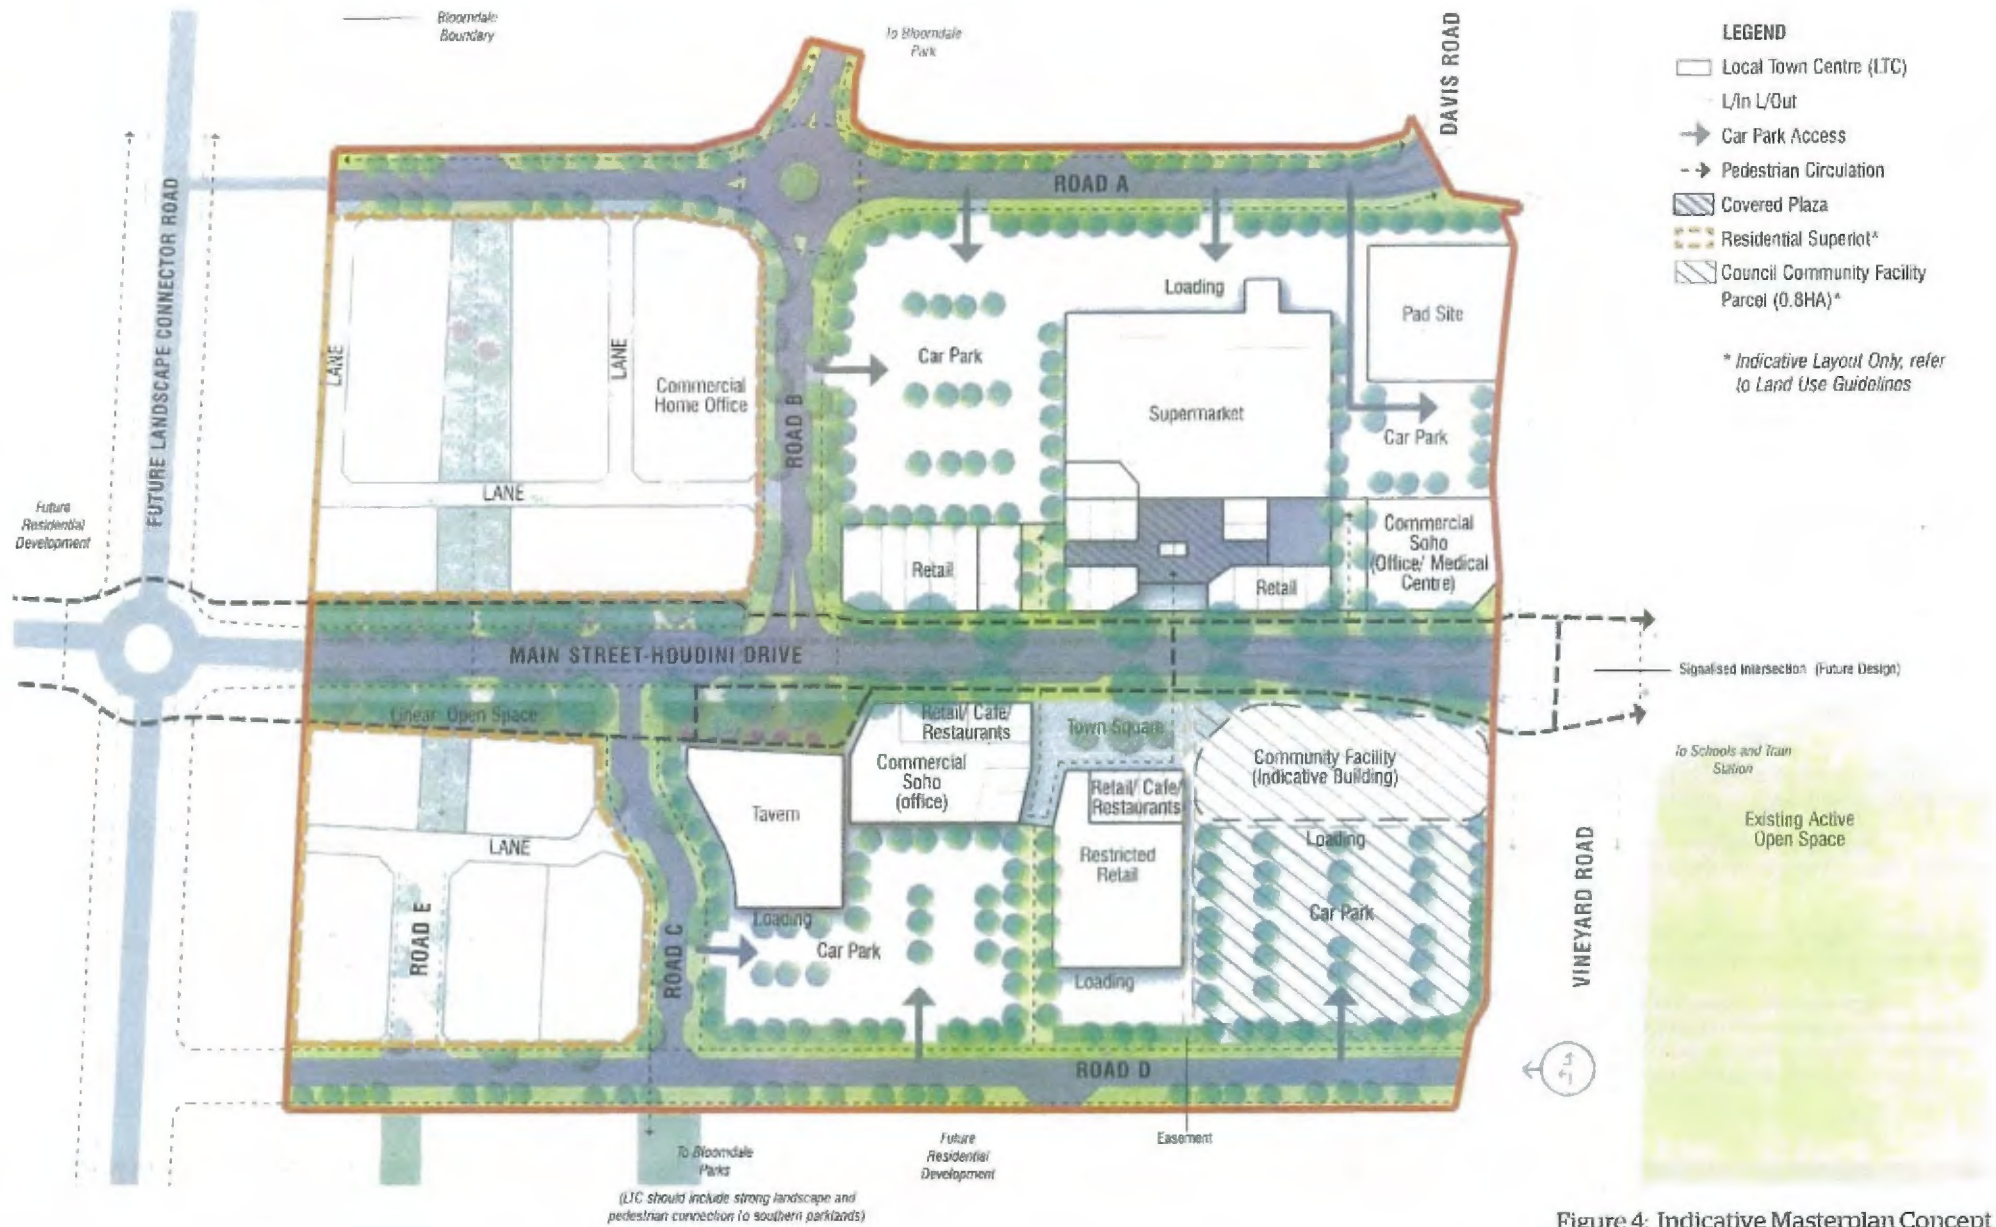 Bloomdale
Boundary
To Bloomdale
Park
DAVIS ROAD
LEGEND
Local Town Centre (LTC)
L/In L/Out
Car Park Access
Pedestrian Circulation
Covered Plaza
Residential Superlot*
Council Community Facility
Parcel (0.8HA)*
* Indicative Layout Only, refer
to Land Use Guidelines
FUTURE LANDSCAPE CONNECTOR ROAD
ROAD A
LANE
LANE
Commercial
Home Office
ROAD B
Car Park
Loading
Supermarket
Pad Site
Car Park
LANE
Future
Residential
Development
Retail
Retail
Commercial
Soho
(Office/ Medical
Centre)
MAIN STREET-HOUDINI DRIVE
Signalised Intersection (Future Design)
Linear Open Space
Retail/ Cafe/
Restaurants
Commercial
Soho
(office)
Town Square
Community Facility
(Indicative Building)
To Schools and Train
Station
Tavern
Retail/ Cafe/
Restaurants
Restricted
Retail
Loading
Existing Active
Open Space
LANE
ROAD E
ROAD C
Loading
Car Park
Loading
Car Park
VINEYARD ROAD
ROAD D
To Bloomdale
Parks
(LTC should include strong landscape and
pedestrian connection to southern parklands)
Future
Residential
Development
Easement
Figure 4: Indicative Masterplan Concept